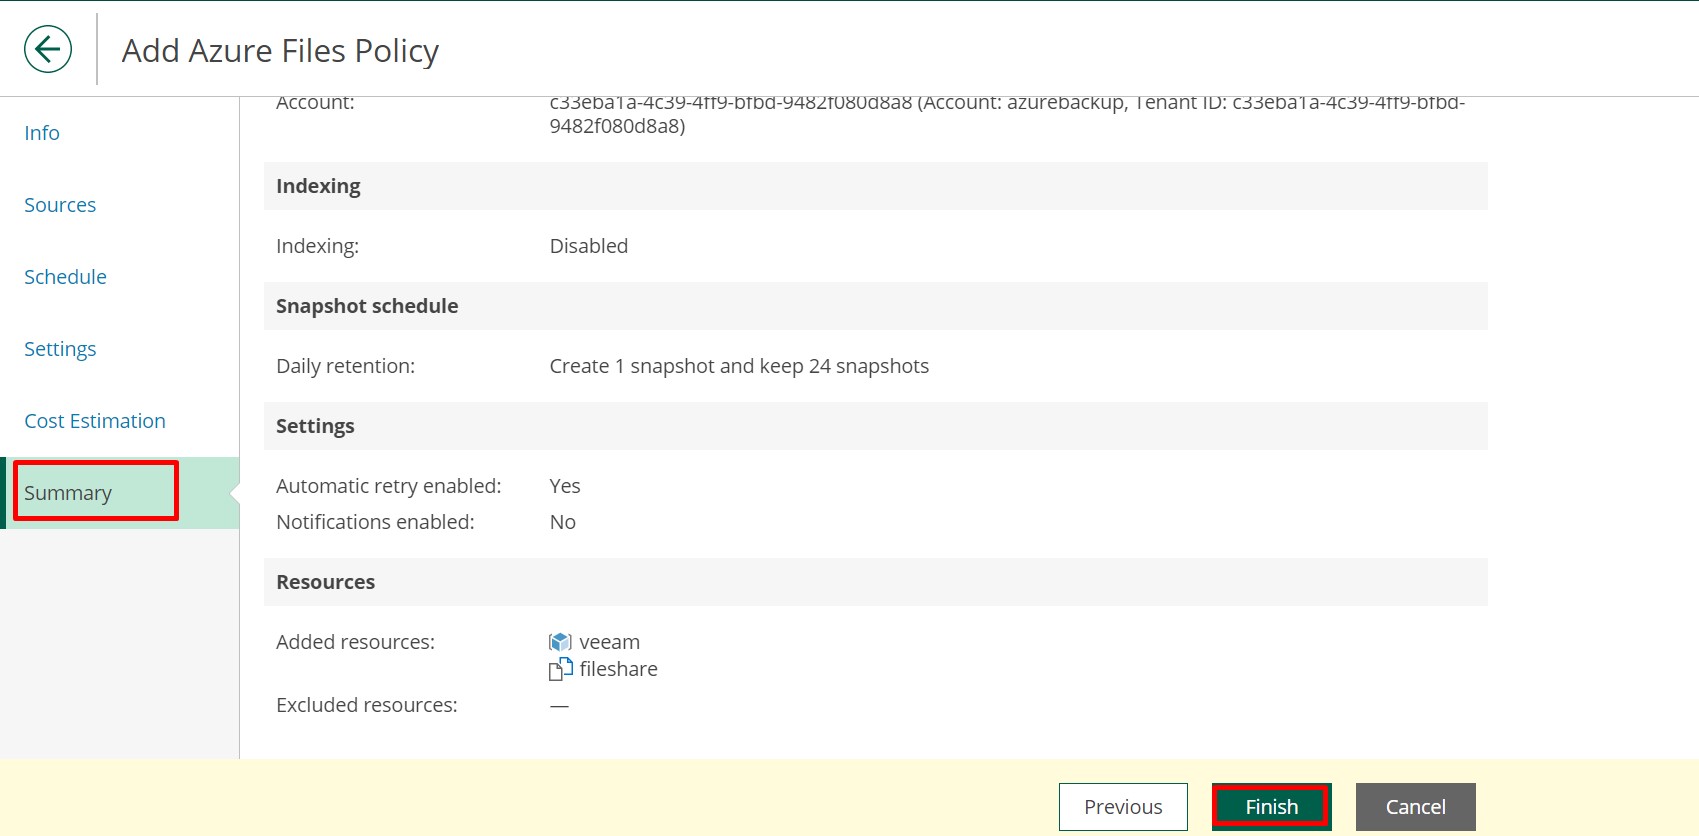 Add Azure Files Policy
Info
Sources
Schedule
Settings
Cost Estimation
Summary
Account: c33eba1a-4c39-4ff9-bfbd-9482f080d8a8 (Account: azurebackup, Tenant ID: c33eba1a-4c39-4ff9-bfbd-
9482f080d8a8)
Indexing
Indexing: Disabled
Snapshot schedule
Daily retention: Create 1 snapshot and keep 24 snapshots
Settings
Automatic retry enabled: Yes
Notifications enabled: No
Resources
Added resources: veeam
fileshare
Excluded resources: —
Previous Finish Cancel